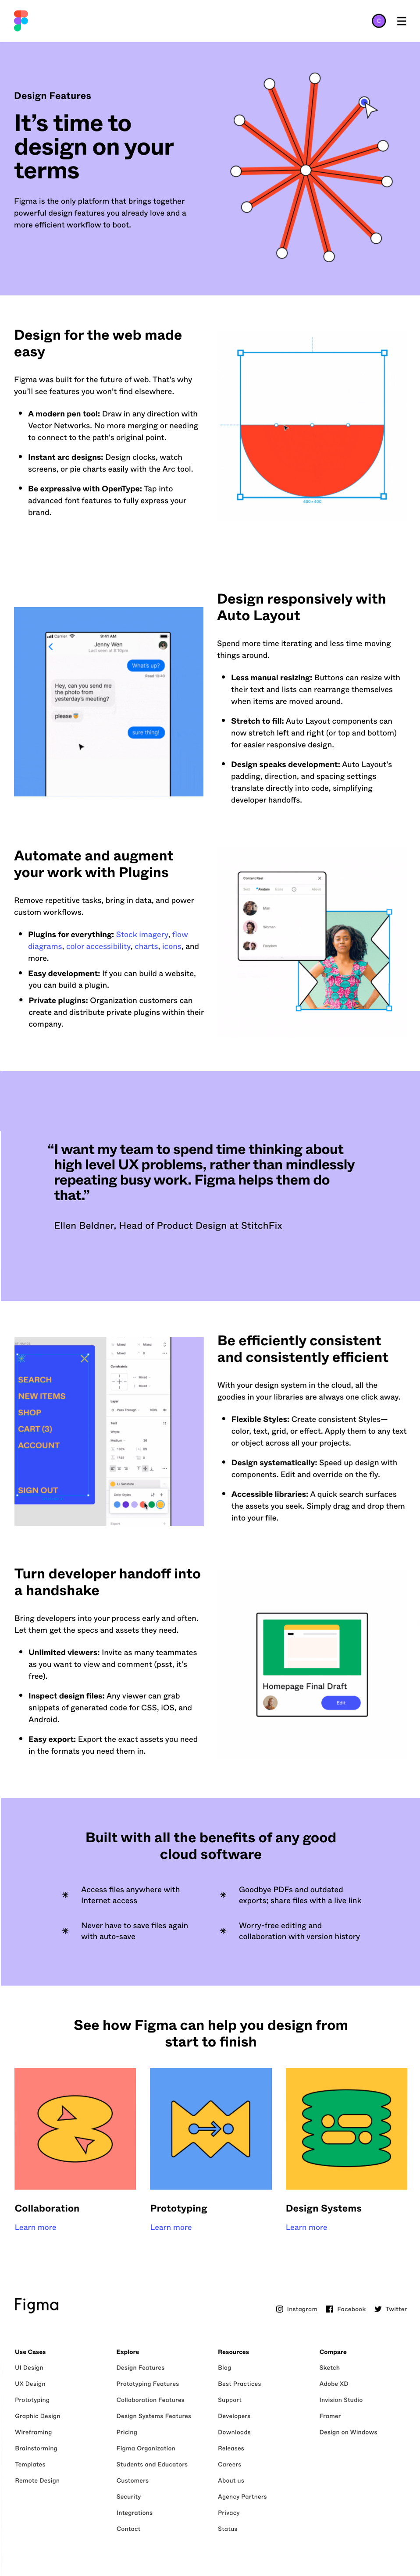 Design Features
It's time to
design on your
terms
Figma is the only platform that brings together
powerful design features you already love and a
more efficient workflow to boot.
Design for the web made
easy
Figma was built for the future of web. That's why
you'll see features you won't find elsewhere.
A modern pen tool: Draw in any direction with
Vector Networks. No more merging or needing
to connect to the path's original point.
Instant arc designs: Design clocks, watch
screens, or pie charts easily with the Arc tool.
Be expressive with OpenType: Tap into
advanced font features to fully express your
brand.
Carrier
9:41 AM
Jenny Wen
What's up?
Hey, can you send me
the photo from
yesterday's meeting?
please
sure thing!
Design responsively with
Auto Layout
Spend more time iterating and less time moving
things around.
Less manual resizing: Buttons can resize with
their text and lists can rearrange themselves
when items are moved around.
Stretch to fill: Auto Layout components can
now stretch left and right (or top and bottom)
for easier responsive design.
Design speaks development: Auto Layout's
padding, direction, and spacing settings
translate directly into code, simplifying
developer handoffs.
Automate and augment
your work with Plugins
Remove repetitive tasks, bring in data, and power
custom workflows.
Plugins for everything: Stock imagery, flow
diagrams, color accessibility, charts, icons, and
more.
Easy development: If you can build a website,
you can build a plugin.
Private plugins: Organization customers can
create and distribute private plugins within their
company.
Content Reel
“I want my team to spend time thinking about
high level UX problems, rather than mindlessly
repeating busy work. Figma helps them do
that.”
Ellen Beldner, Head of Product Design at StitchFix
SEARCH
NEW ITEMS
SHOP
CART (3)
ACCOUNT
SIGN OUT
Constraints
Layer
Text
Color Styles
Be efficiently consistent
and consistently efficient
With your design system in the cloud, all the
goodies in your libraries are always one click away.
Flexible Styles: Create consistent Styles—
color, text, grid, or effect. Apply them to any text
or object across all your projects.
Design systematically: Speed up design with
components. Edit and override on the fly.
Accessible libraries: A quick search surfaces
the assets you seek. Simply drag and drop them
into your file.
Turn developer handoff into
a handshake
Bring developers into your process early and often.
Let them get the specs and assets they need.
Unlimited viewers: Invite as many teammates
as you want to view and comment (psst, it's
free).
Inspect design files: Any viewer can grab
snippets of generated code for CSS, iOS, and
Android.
Easy export: Export the exact assets you need
in the formats you need them in.
Homepage Final Draft
Edit
Built with all the benefits of any good
cloud software
Access files anywhere with
Internet access
Goodbye PDFs and outdated
exports; share files with a live link
Never have to save files again
with auto-save
Worry-free editing and
collaboration with version history
See how Figma can help you design from
start to finish
Collaboration
Learn more
Prototyping
Learn more
Design Systems
Learn more
Figma
Instagram
Facebook
Twitter
Use Cases
UI Design
UX Design
Prototyping
Graphic Design
Wireframing
Brainstorming
Templates
Remote Design
Explore
Design Features
Prototyping Features
Collaboration Features
Design Systems Features
Pricing
Figma Organization
Students and Educators
Customers
Security
Integrations
Contact
Resources
Blog
Best Practices
Support
Developers
Downloads
Releases
Careers
About us
Agency Partners
Privacy
Status
Compare
Sketch
Adobe XD
Invision Studio
Framer
Design on Windows